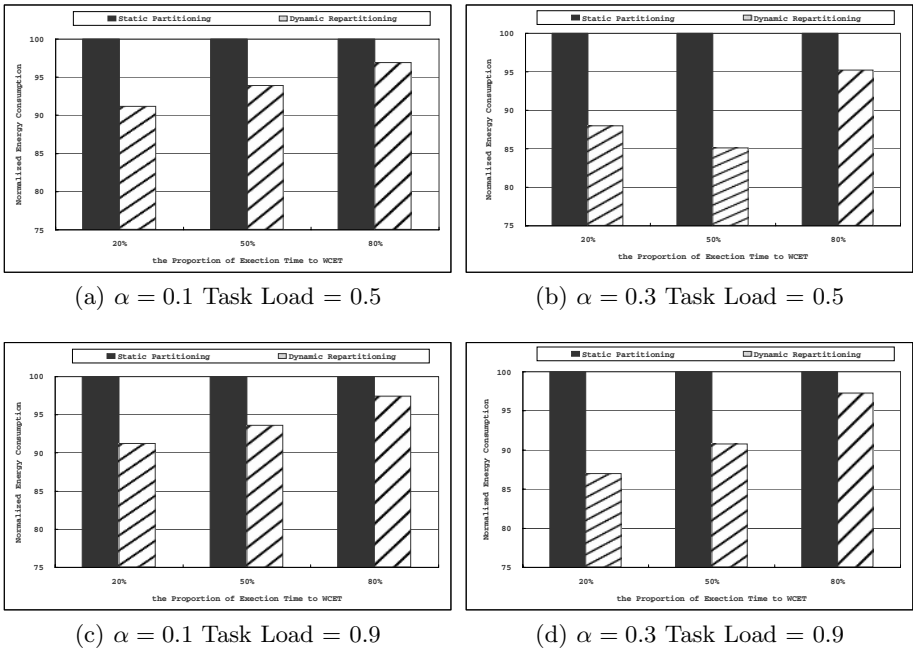 Static Partitioning Dynamic Repartitioning
100
95
90
85
80
75
Normalized Energy Consumption
20% 50% 80%
the Proportion of Exection Time to WCET
(a) α = 0.1 Task Load = 0.5
Static Partitioning Dynamic Repartitioning
100
95
90
85
80
75
Normalized Energy Consumption
20% 50% 80%
the Proportion of Exection Time to WCET
(b) α = 0.3 Task Load = 0.5
Static Partitioning Dynamic Repartitioning
100
95
90
85
80
75
Normalized Energy Consumption
20% 50% 80%
the Proportion of Exection Time to WCET
(c) α = 0.1 Task Load = 0.9
Static Partitioning Dynamic Repartitioning
100
95
90
85
80
75
Normalized Energy Consumption
20% 50% 80%
the Proportion of Exection Time to WCET
(d) α = 0.3 Task Load = 0.9